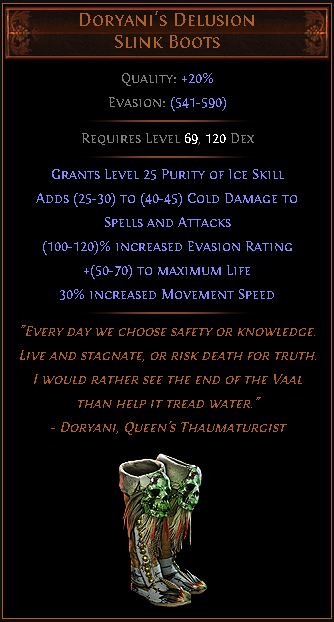 Doryani's Delusion
Slink Boots
Quality: +20%
Evasion: (541-590)
Requires Level 69, 120 Dex
Grants Level 25 Purity of Ice Skill
Adds (25-30) to (40-45) Cold Damage to
Spells and Attacks
(100-120)% increased Evasion Rating
+(50-70) to maximum Life
30% increased Movement Speed
"Every day we choose safety or knowledge.
Live and stagnate, or risk death for truth.
I would rather see the end of the Vaal
than help it tread water."
- Doryani, Queen's Thaumaturgist